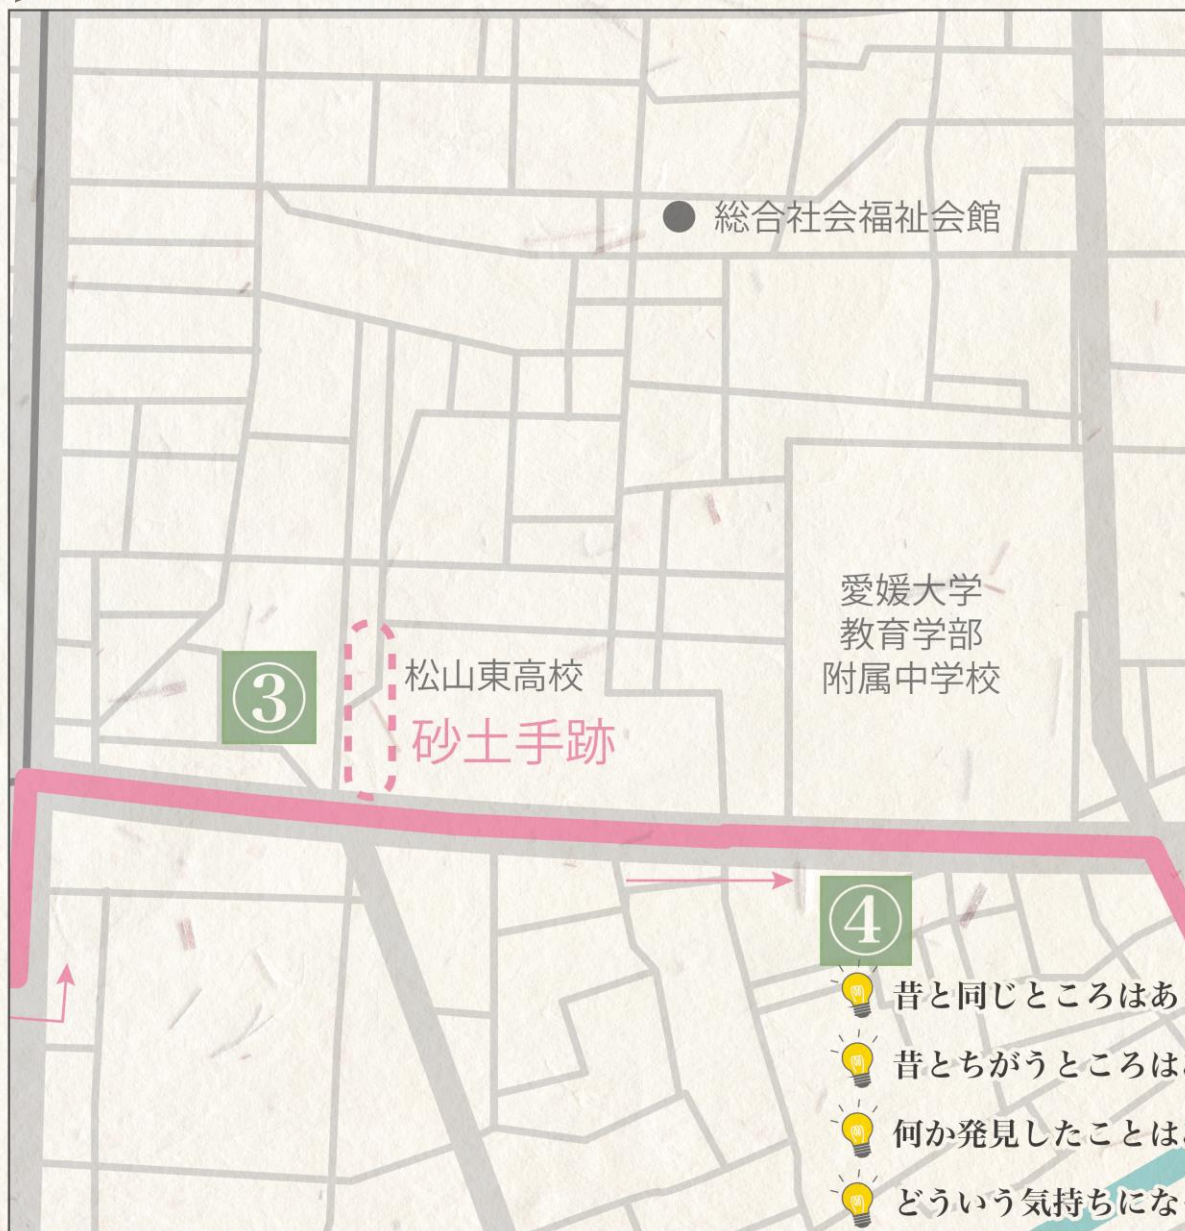 総合社会福祉会館
愛媛大学
教育学部
附属中学校
松山東高校
③
砂土手跡
④
昔と同じところはあ
昔とちがうところは
何か発見したことは
どういう気持ちにな